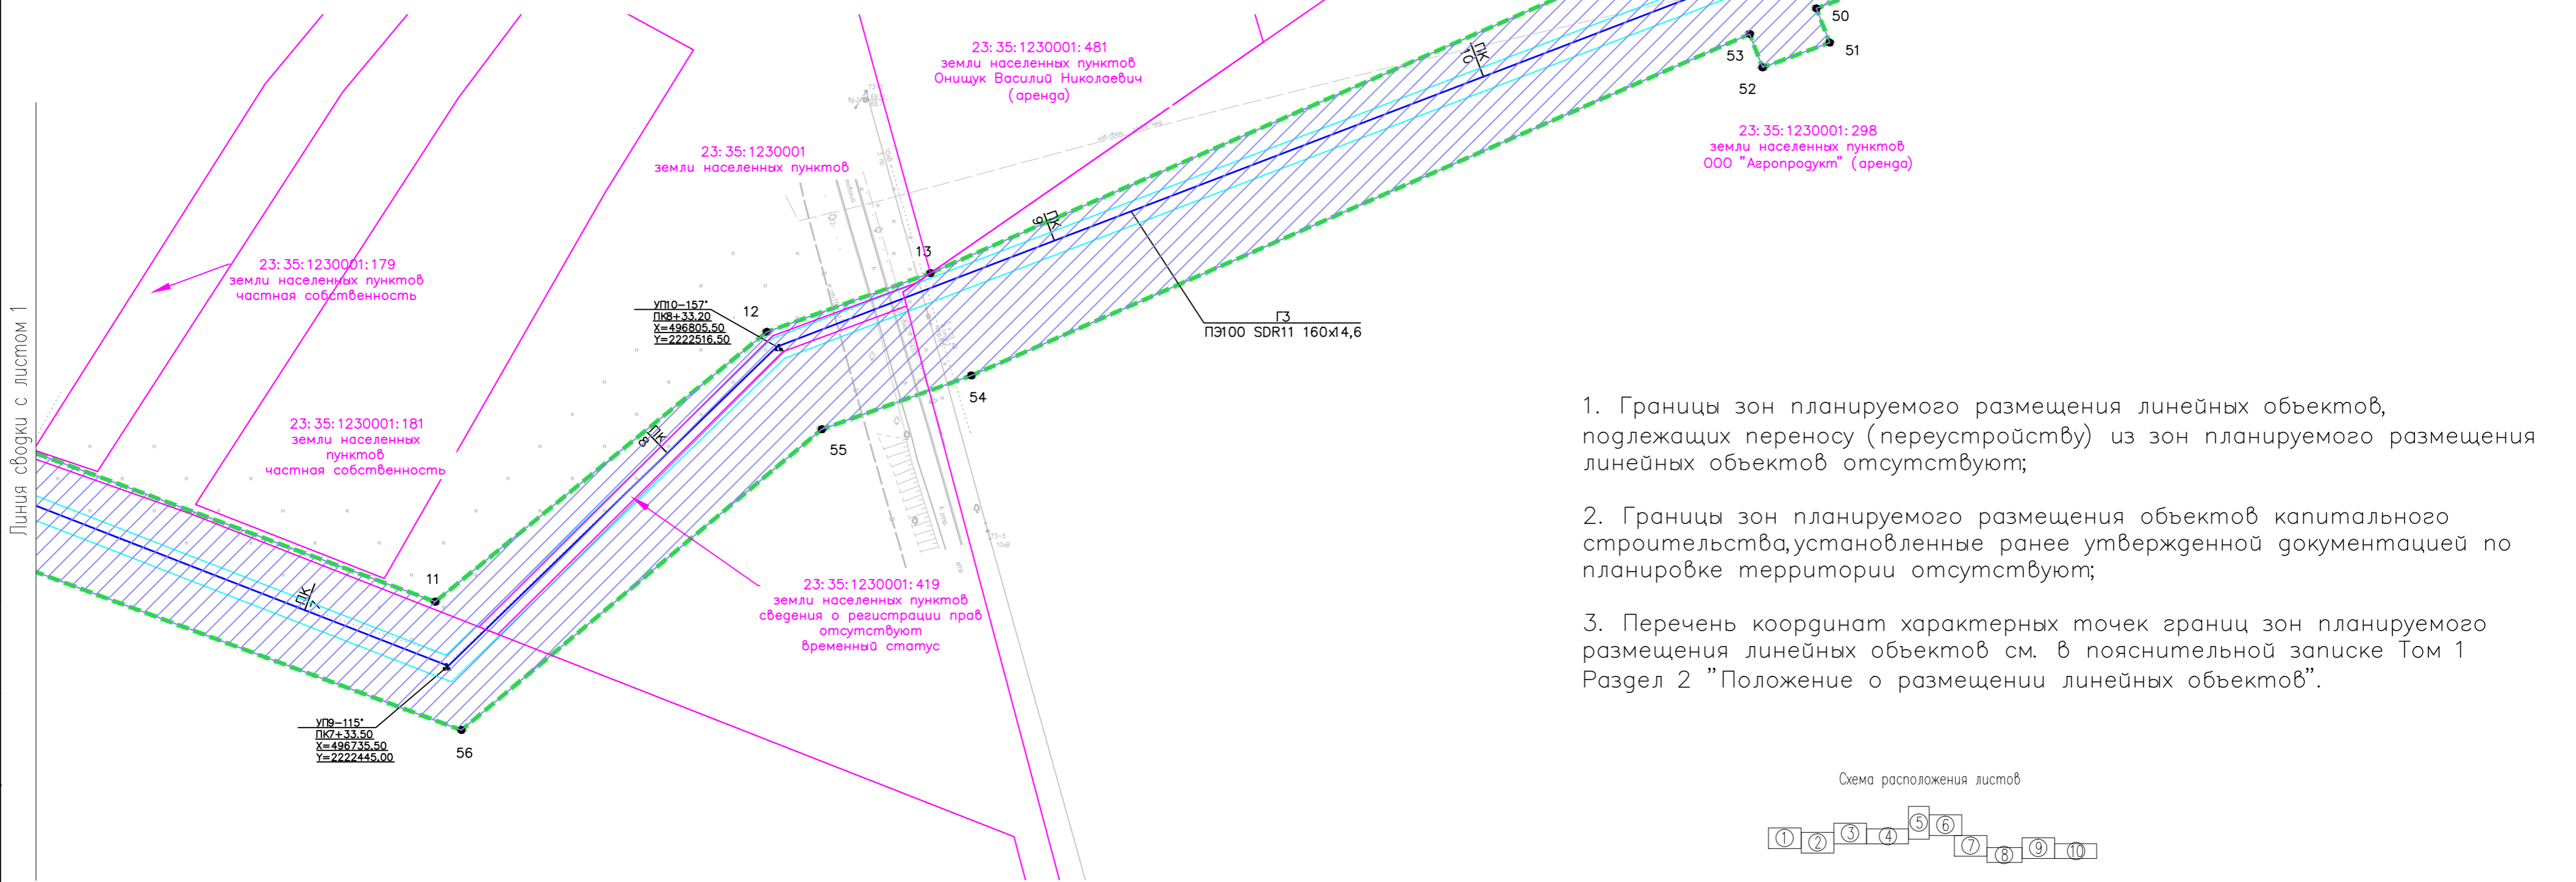 50
51
53
52
23:35:1230001:481
земли населенных пунктов
Онищук Василий Николаевич
(аренда)
ПК
10
23:35:1230001:298
земли населенных пунктов
ООО "Агропродукт" (аренда)
23:35:1230001
земли населенных пунктов
ПК
9
13
23:35:1230001:179
земли населенных пунктов
частная собственность
12
УП10-157°
ПК8+33.20
X=496805.50
Y=2222516.50
Г3
ПЭ100 SDR11 160х14,6
Линия сводки с листом 1
54
55
23:35:1230001:181
земли населенных
пунктов
частная собственность
ПК
8
11
ПК
7
23:35:1230001:419
земли населенных пунктов
сведения о регистрации прав
отсутствуют
временный статус
УП9-115°
ПК7+33.50
X=496735.50
Y=2222445.00
56
1. Границы зон планируемого размещения линейных объектов,
подлежащих переносу (переустройству) из зон планируемого размещения
линейных объектов отсутствуют;
2. Границы зон планируемого размещения объектов капитального
строительства,установленные ранее утвержденной документацией по
планировке территории отсутствуют;
3. Перечень координат характерных точек границ зон планируемого
размещения линейных объектов см. в пояснительной записке Том 1
Раздел 2 "Положение о размещении линейных объектов".
Схема расположения листов
1 2 3 4 5 6 7 8 9 10